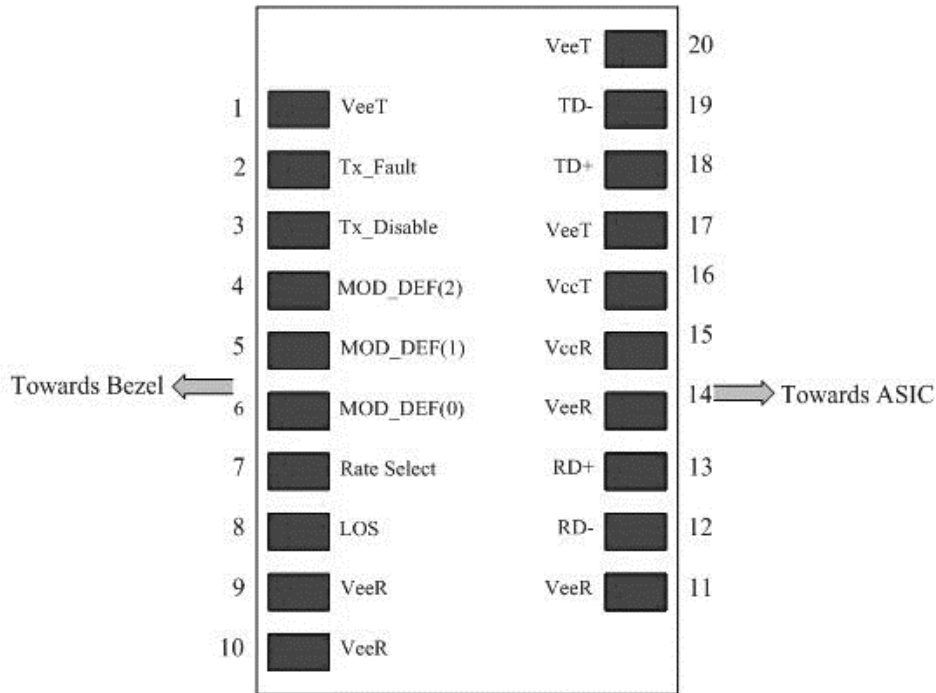 VeeT 20
1 VeeT TD- 19
2 Tx_Fault TD+ 18
3 Tx_Disable VeeT 17
4 MOD_DEF(2) VccT 16
5 MOD_DEF(1) VccR 15
Towards Bezel
6 MOD_DEF(0) VeeR 14
Towards ASIC
7 Rate Select RD+ 13
8 LOS RD- 12
9 VeeR VeeR 11
10 VeeR